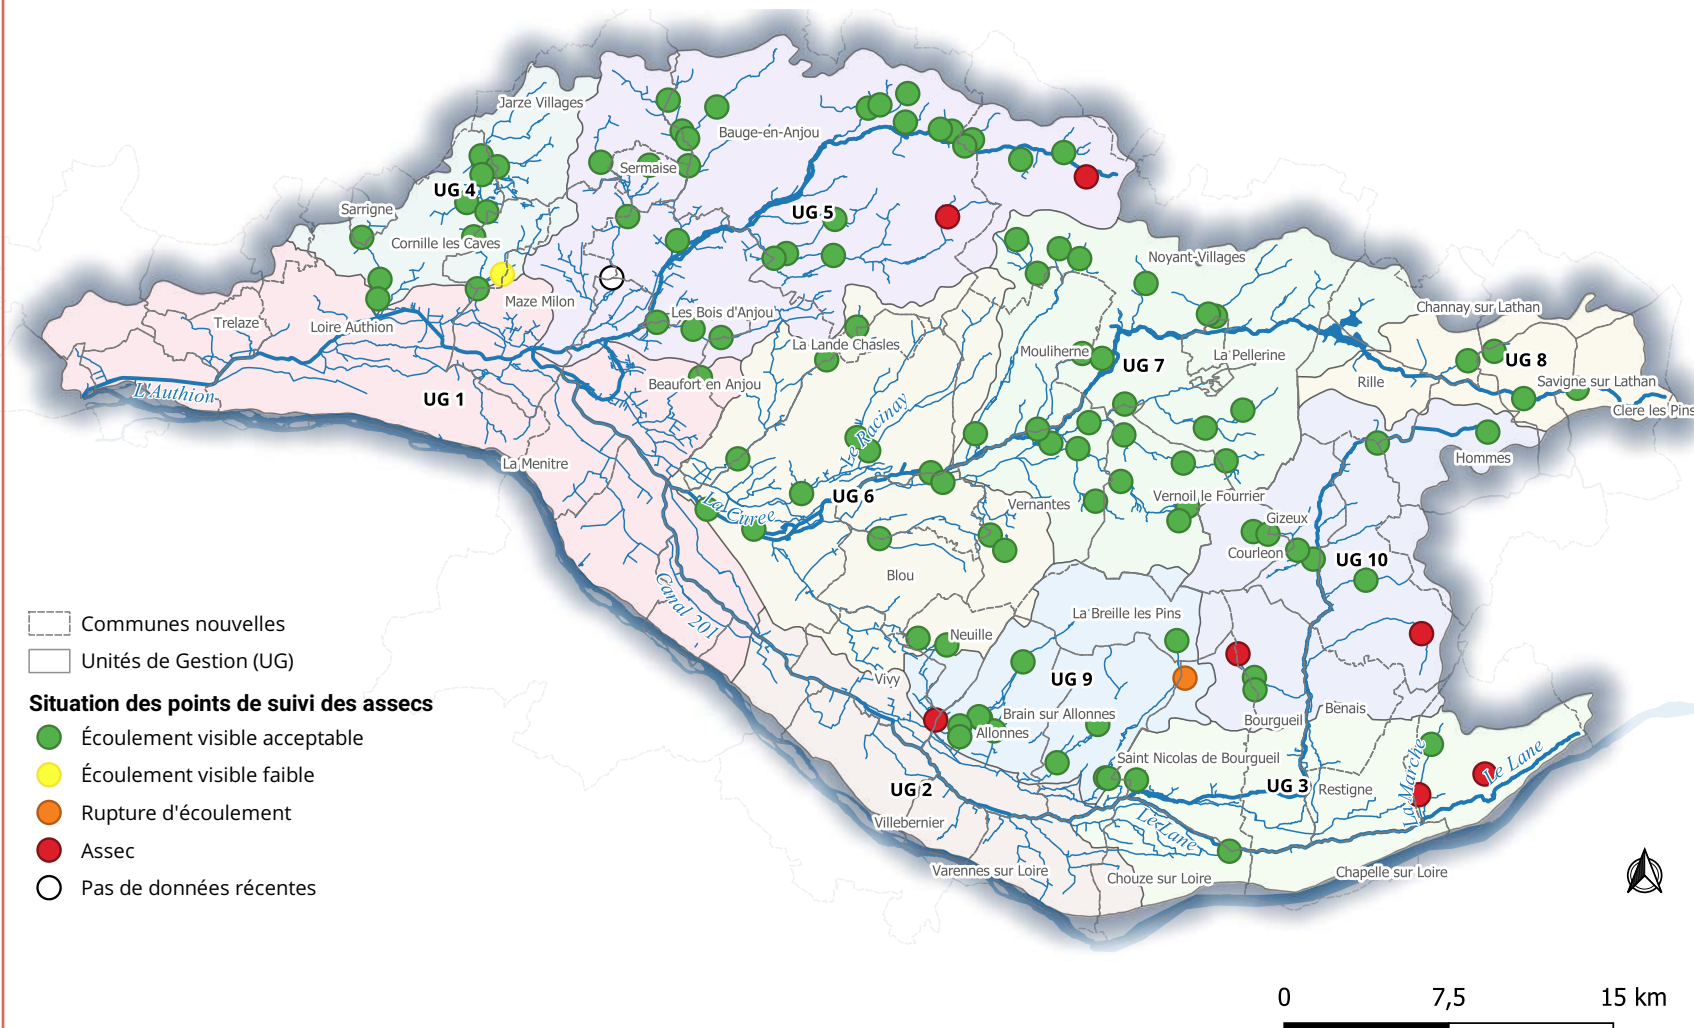 Jarze Villages
Bauge-en-Anjou
Sermaise
UG 4
Sarrigne
UG 5
Cornille les Caves
Noyant-Villages
Maze Milon
Les Bois d'Anjou
Channay sur Lathan
Trelaze
Loire Authion
La Lande Chasles
Mouliherne
UG 7
La Pellerine
UG 8
Rille
Savigne sur Lathan
Clere les Pins
L'Authion
UG 1
Beaufort en Anjou
Le Racinay
La Menitre
Hommes
La Curee
UG 6
Vernantes
Vernoil le Fourrier
Gizeux
Courleon
UG 10
Blou
Canal 201
La Breille les Pins
Neuille
Vivy
UG 9
Brain sur Allonnes
Allonnes
Benais
Bourgueil
Saint Nicolas de Bourgueil
La Marche
Le Lane
UG 2
UG 3
Restigne
Villebernier
Le Lane
Varennes sur Loire
Chouze sur Loire
Chapelle sur Loire
Communes nouvelles
Unités de Gestion (UG)
Situation des points de suivi des assecs
Écoulement visible acceptable
Écoulement visible faible
Rupture d'écoulement
Assec
Pas de données récentes
0 7,5 15 km